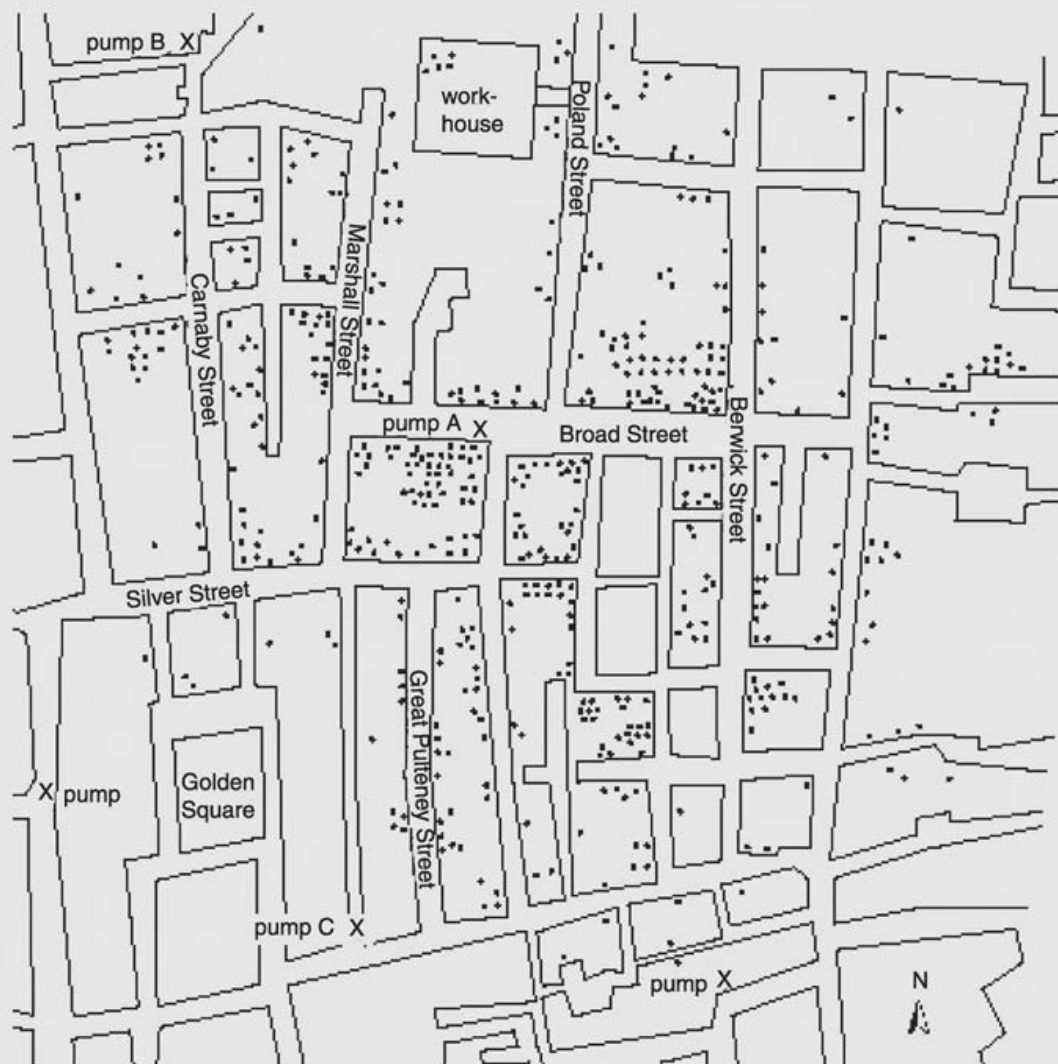 pump B X
work-
house
Poland Street
Marshall Street
Carnaby Street
pump A X
Broad Street
Berwick Street
Silver Street
Great Pulteney Street
Golden
Square
X pump
pump C X
pump X
N